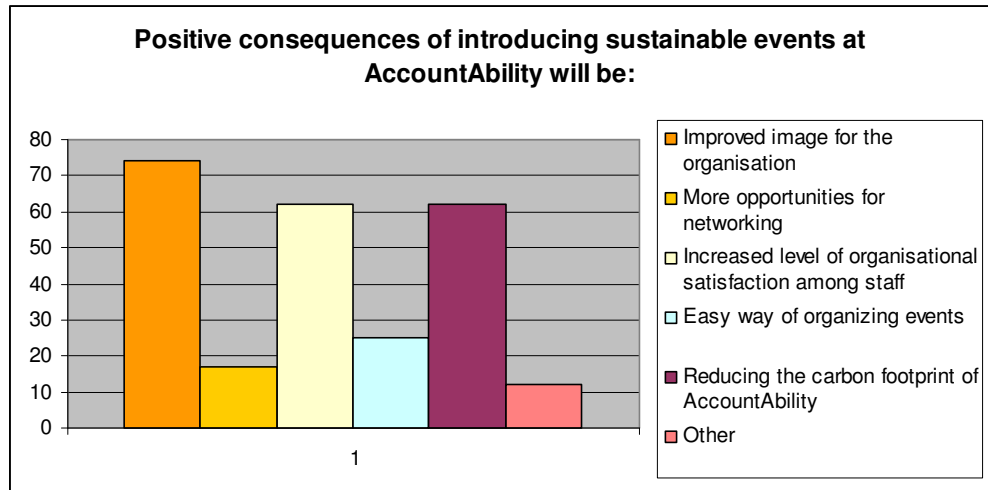 Positive consequences of introducing sustainable events at
AccountAbility will be:
80
70
60
50
40
30
20
10
0
1
Improved image for the
organisation
More opportunities for
networking
Increased level of organisational
satisfaction among staff
Easy way of organizing events
Reducing the carbon footprint of
AccountAbility
Other